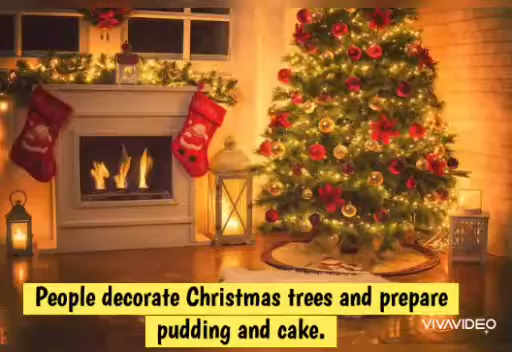 People decorate Christmas trees and prepare
pudding and cake.
VIVAVIDEO